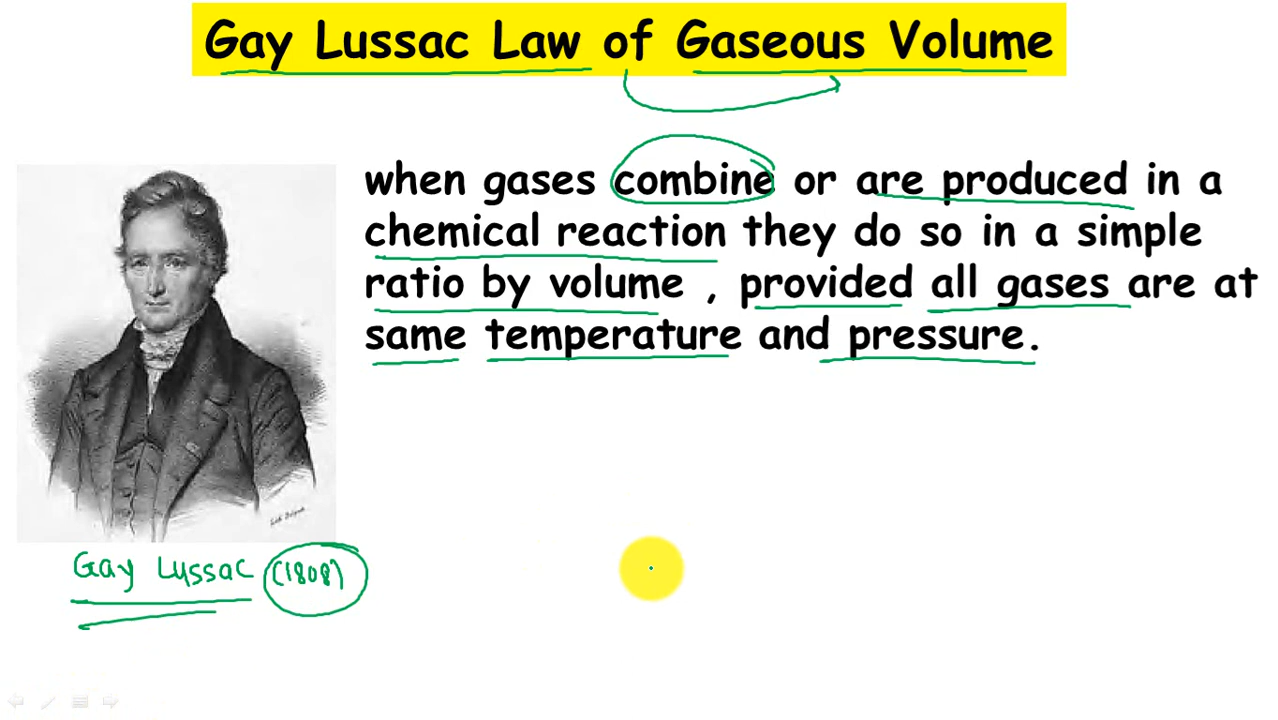 Gay Lussac Law of Gaseous Volume
when gases combine or are produced in a
chemical reaction they do so in a simple
ratio by volume , provided all gases are at
same temperature and pressure.
Gay Lussac (1808)